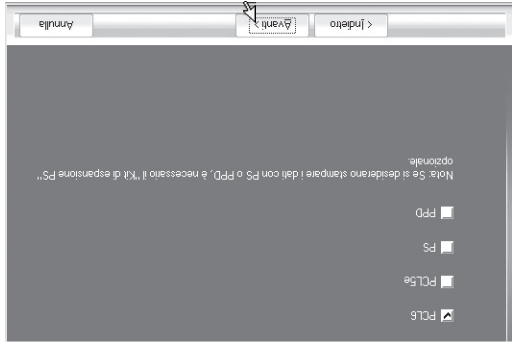 PCL6
PCL5e
PS
PPD
Nota: Se si desiderano stampare i dati con PS o PPD, è necessario il "Kit di espansione PS"
opzionale.
< Indietro
Avanti >
Annulla